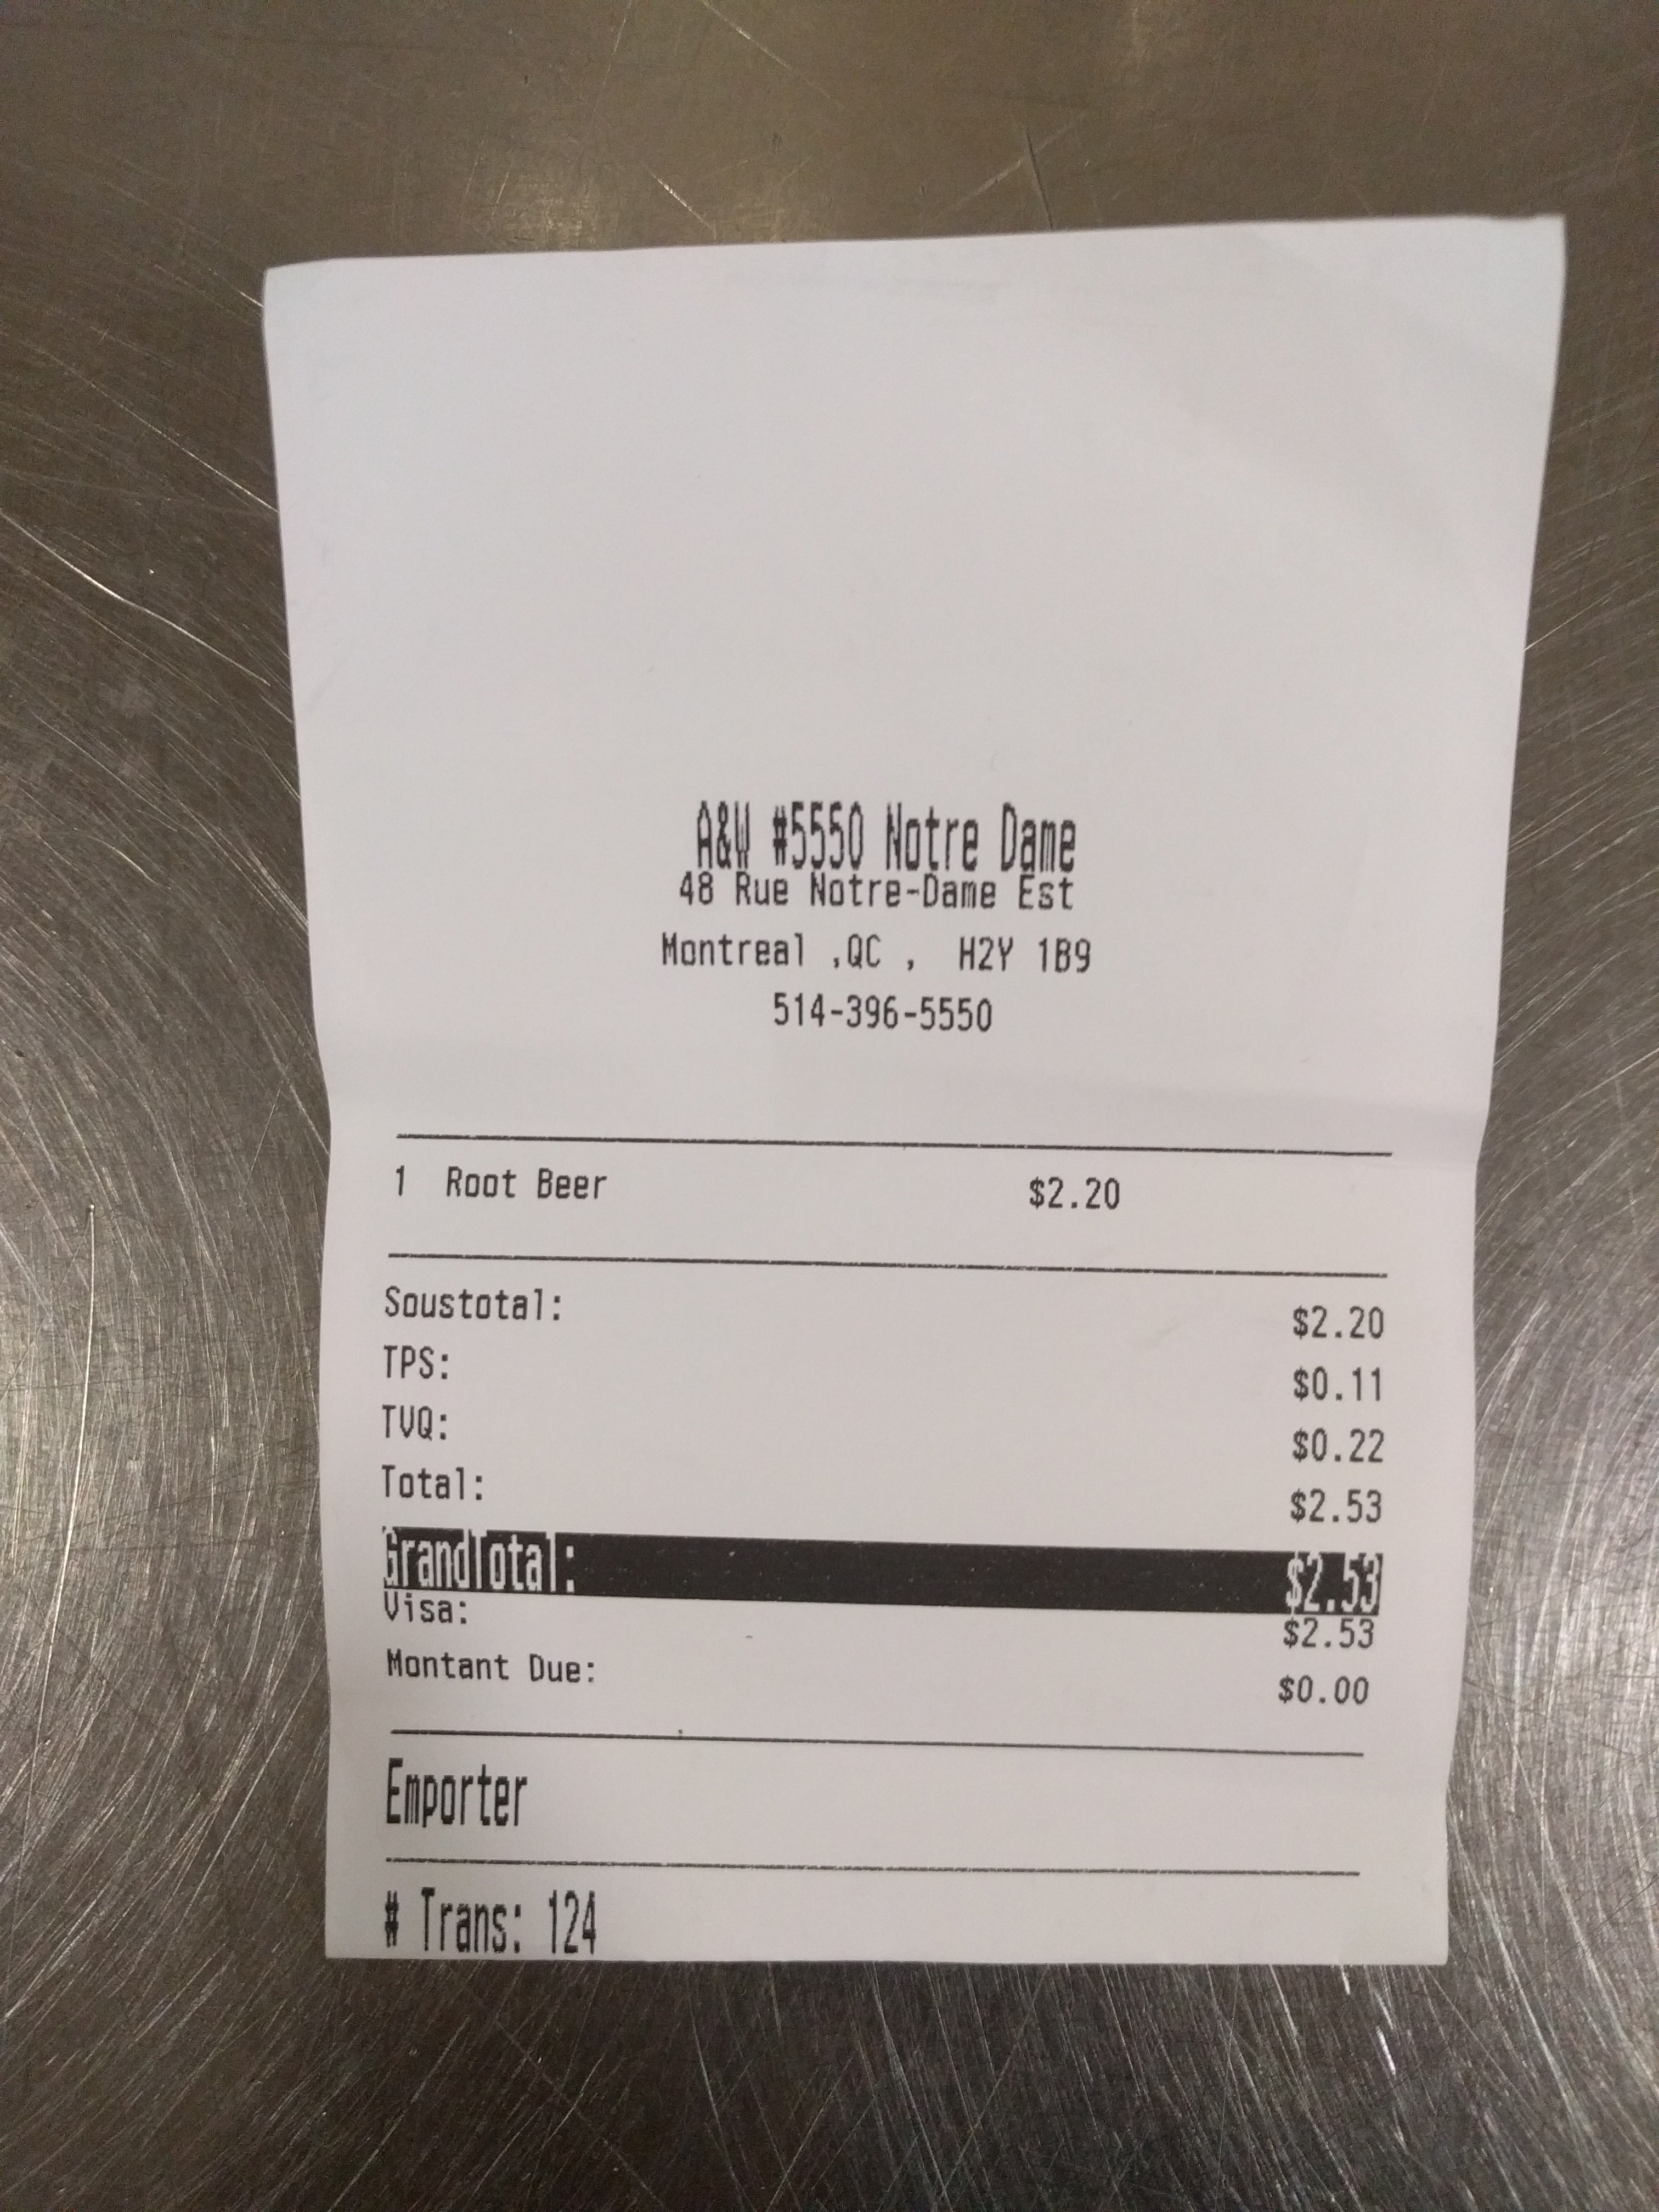 A&W #5550 Notre Dame
48 Rue Notre-Dame Est
Montreal ,QC , H2Y 1B9
514-396-5550
1 Root Beer $2.20
Soustotal: $2.20
TPS: $0.11
TVQ: $0.22
Total: $2.53
GrandTotal: $2.53
Visa: $2.53
Montant Due: $0.00
Emporter
# Trans: 124